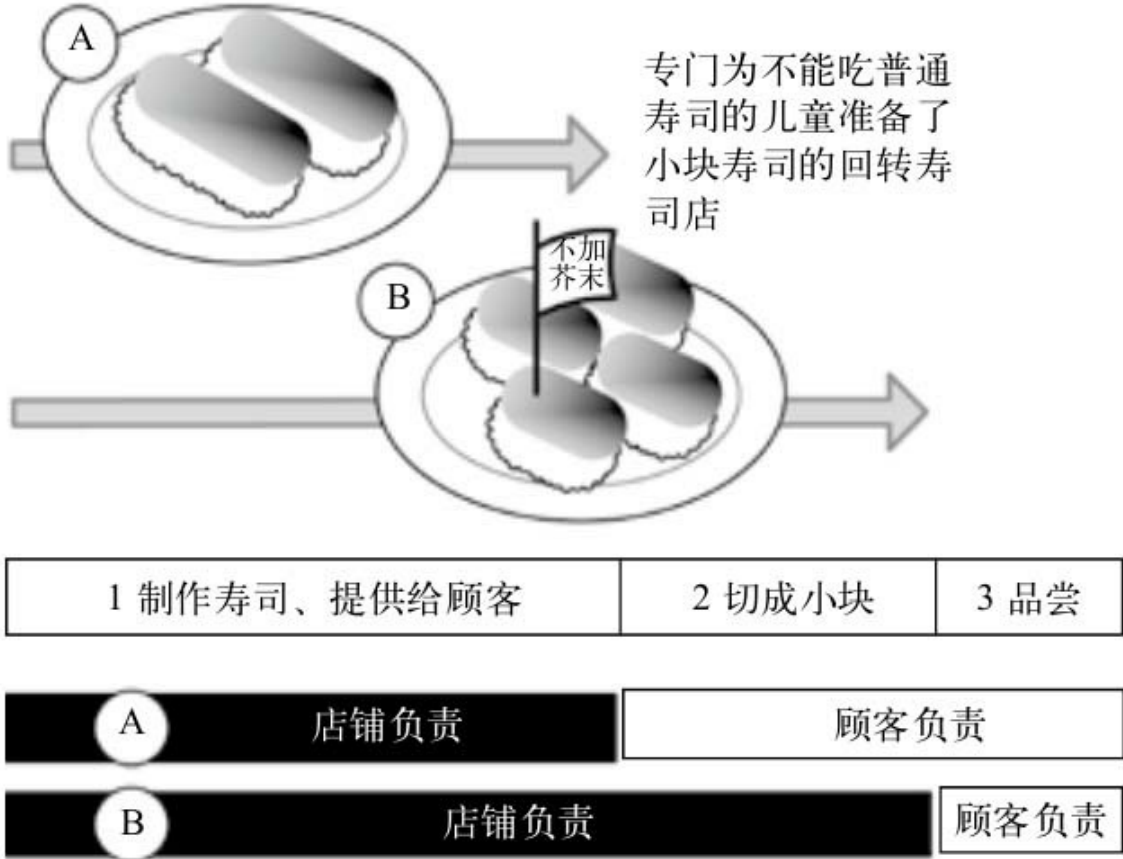 A
专门为不能吃普通
寿司的儿童准备了
小块寿司的回转寿
司店
不加
芥末
B
1 制作寿司、提供给顾客
2 切成小块
3 品尝
A
店铺负责
顾客负责
B
店铺负责
顾客负责